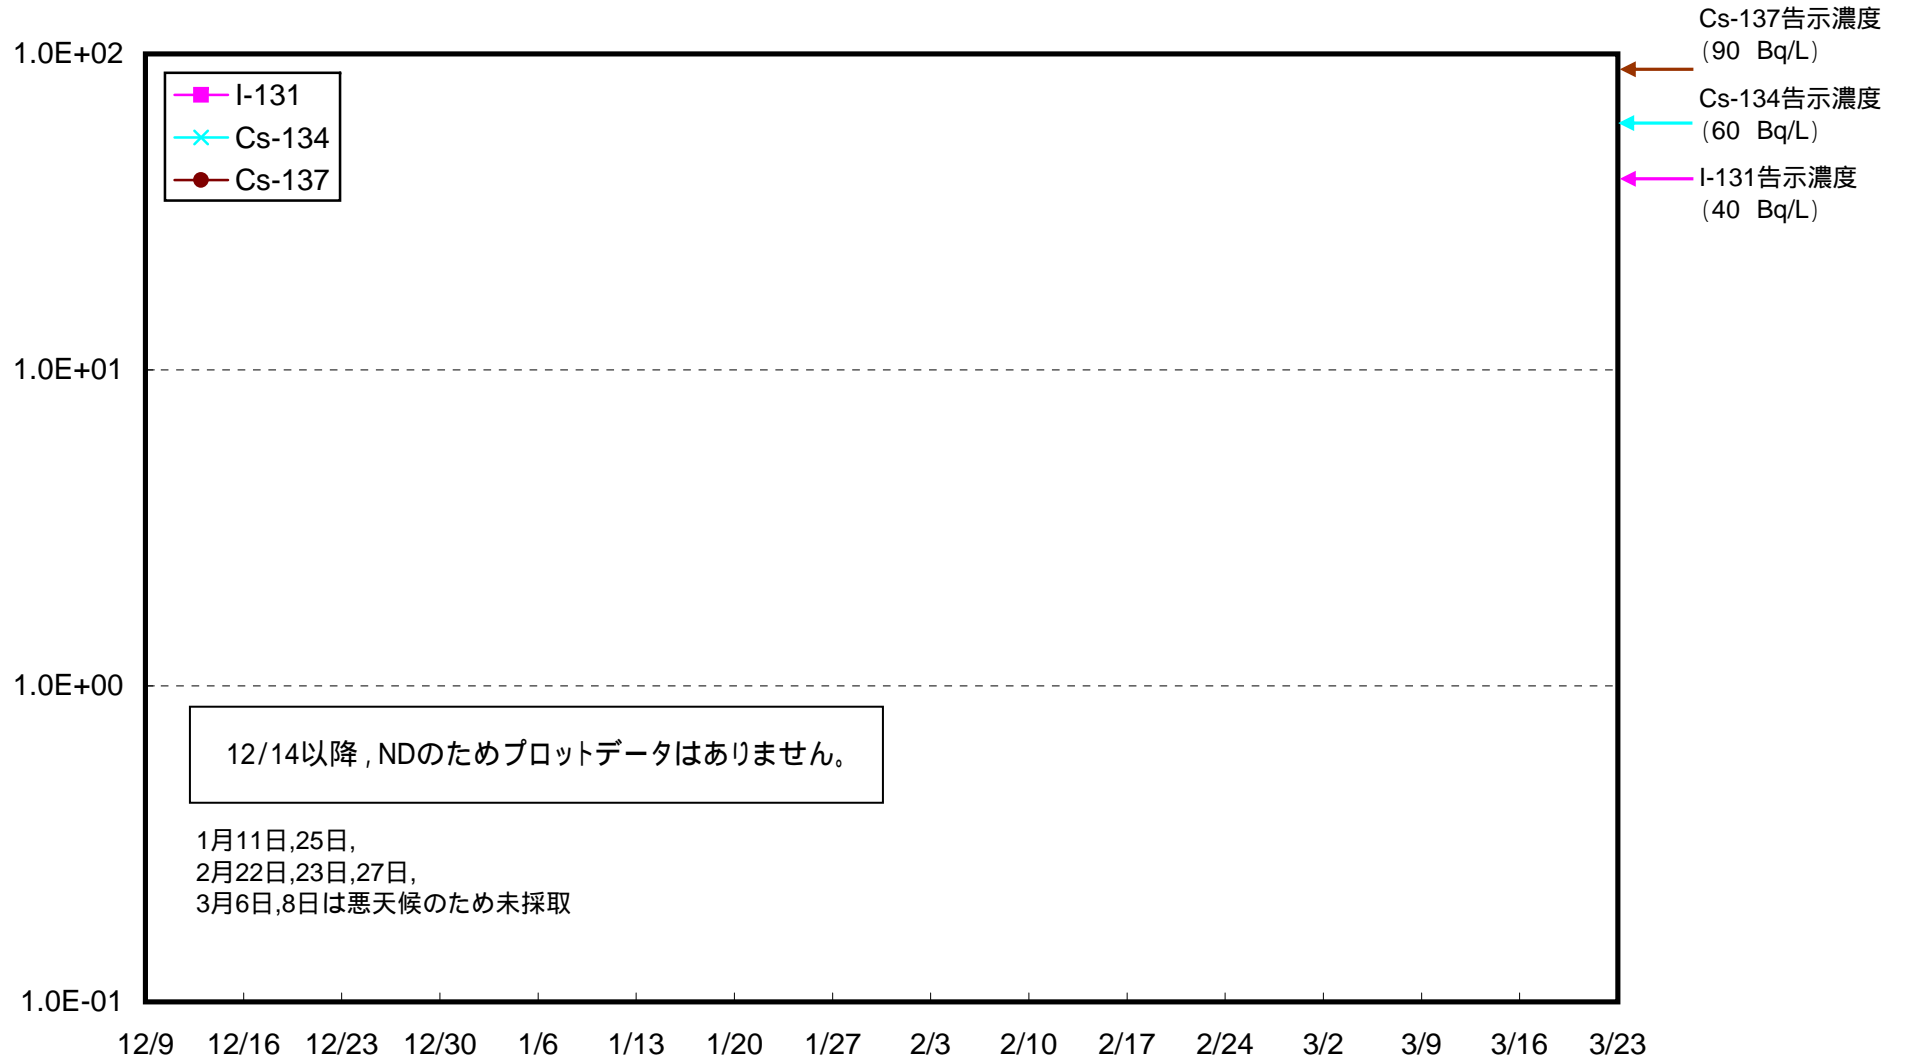 Cs-137告示濃度
(90 Bq/L)
Cs-134告示濃度
(60 Bq/L)
I-131告示濃度
(40 Bq/L)
1.0E+02
1.0E+01
1.0E+00
1.0E-01
I-131
Cs-134
Cs-137
12/14以降,NDのためプロットデータはありません。
1月11日,25日,
2月22日,23日,27日,
3月6日,8日は悪天候のため未採取
12/9 12/16 12/23 12/30 1/6 1/13 1/20 1/27 2/3 2/10 2/17 2/24 3/2 3/9 3/16 3/23